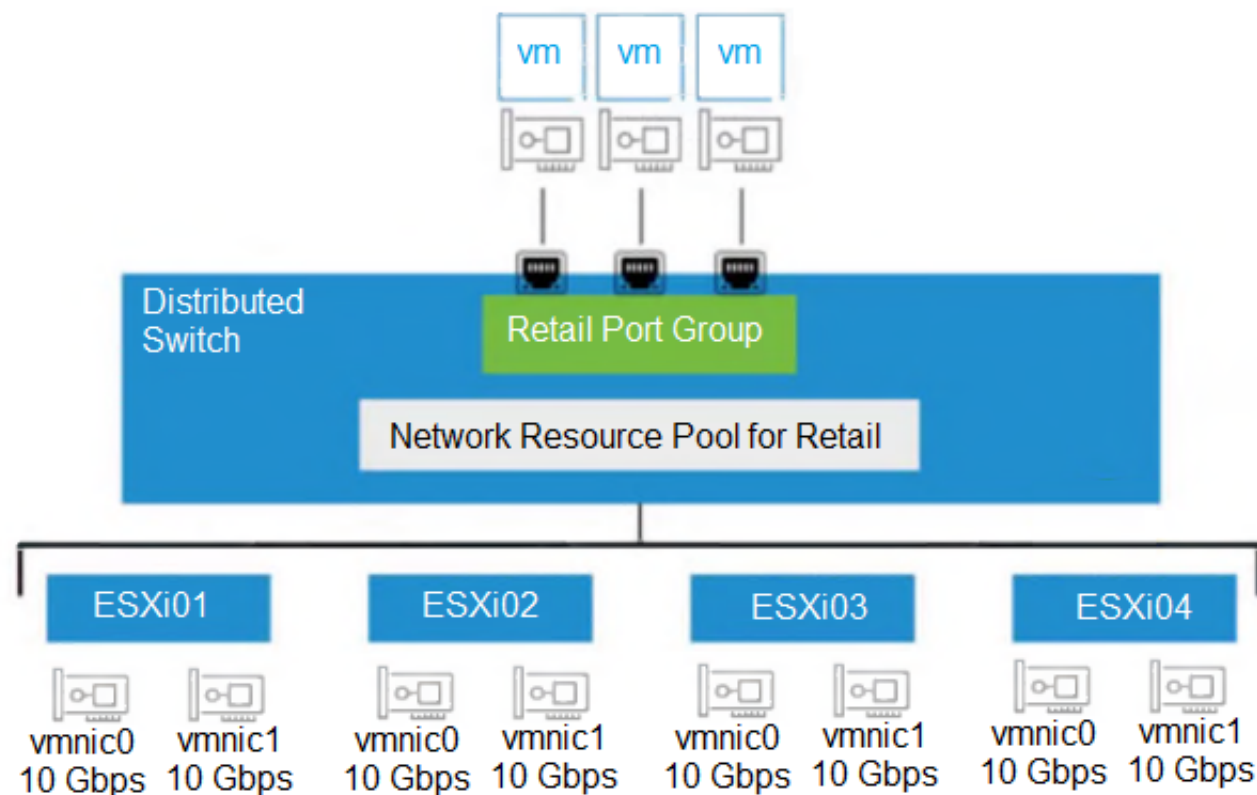 vm vm vm
Distributed
Switch
Retail Port Group
Network Resource Pool for Retail
ESXi01 ESXi02 ESXi03 ESXi04
vmnic0 vmnic1 vmnic0 vmnic1 vmnic0 vmnic1 vmnic0 vmnic1
10 Gbps 10 Gbps 10 Gbps 10 Gbps 10 Gbps 10 Gbps 10 Gbps 10 Gbps